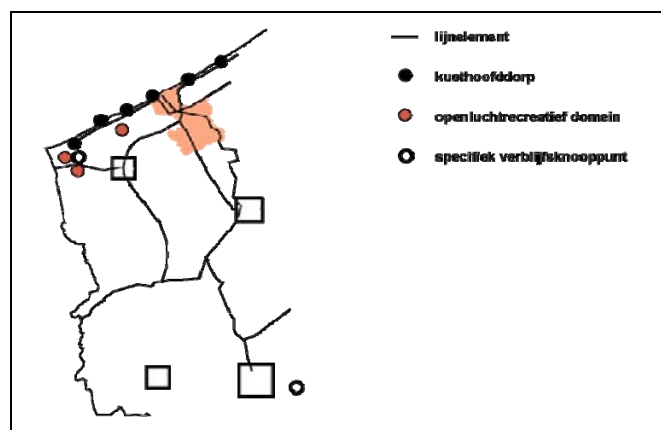 lijnelement
kusthoofddorp
openluchtrecreatief domein
specifiek verblijfsknooppunt